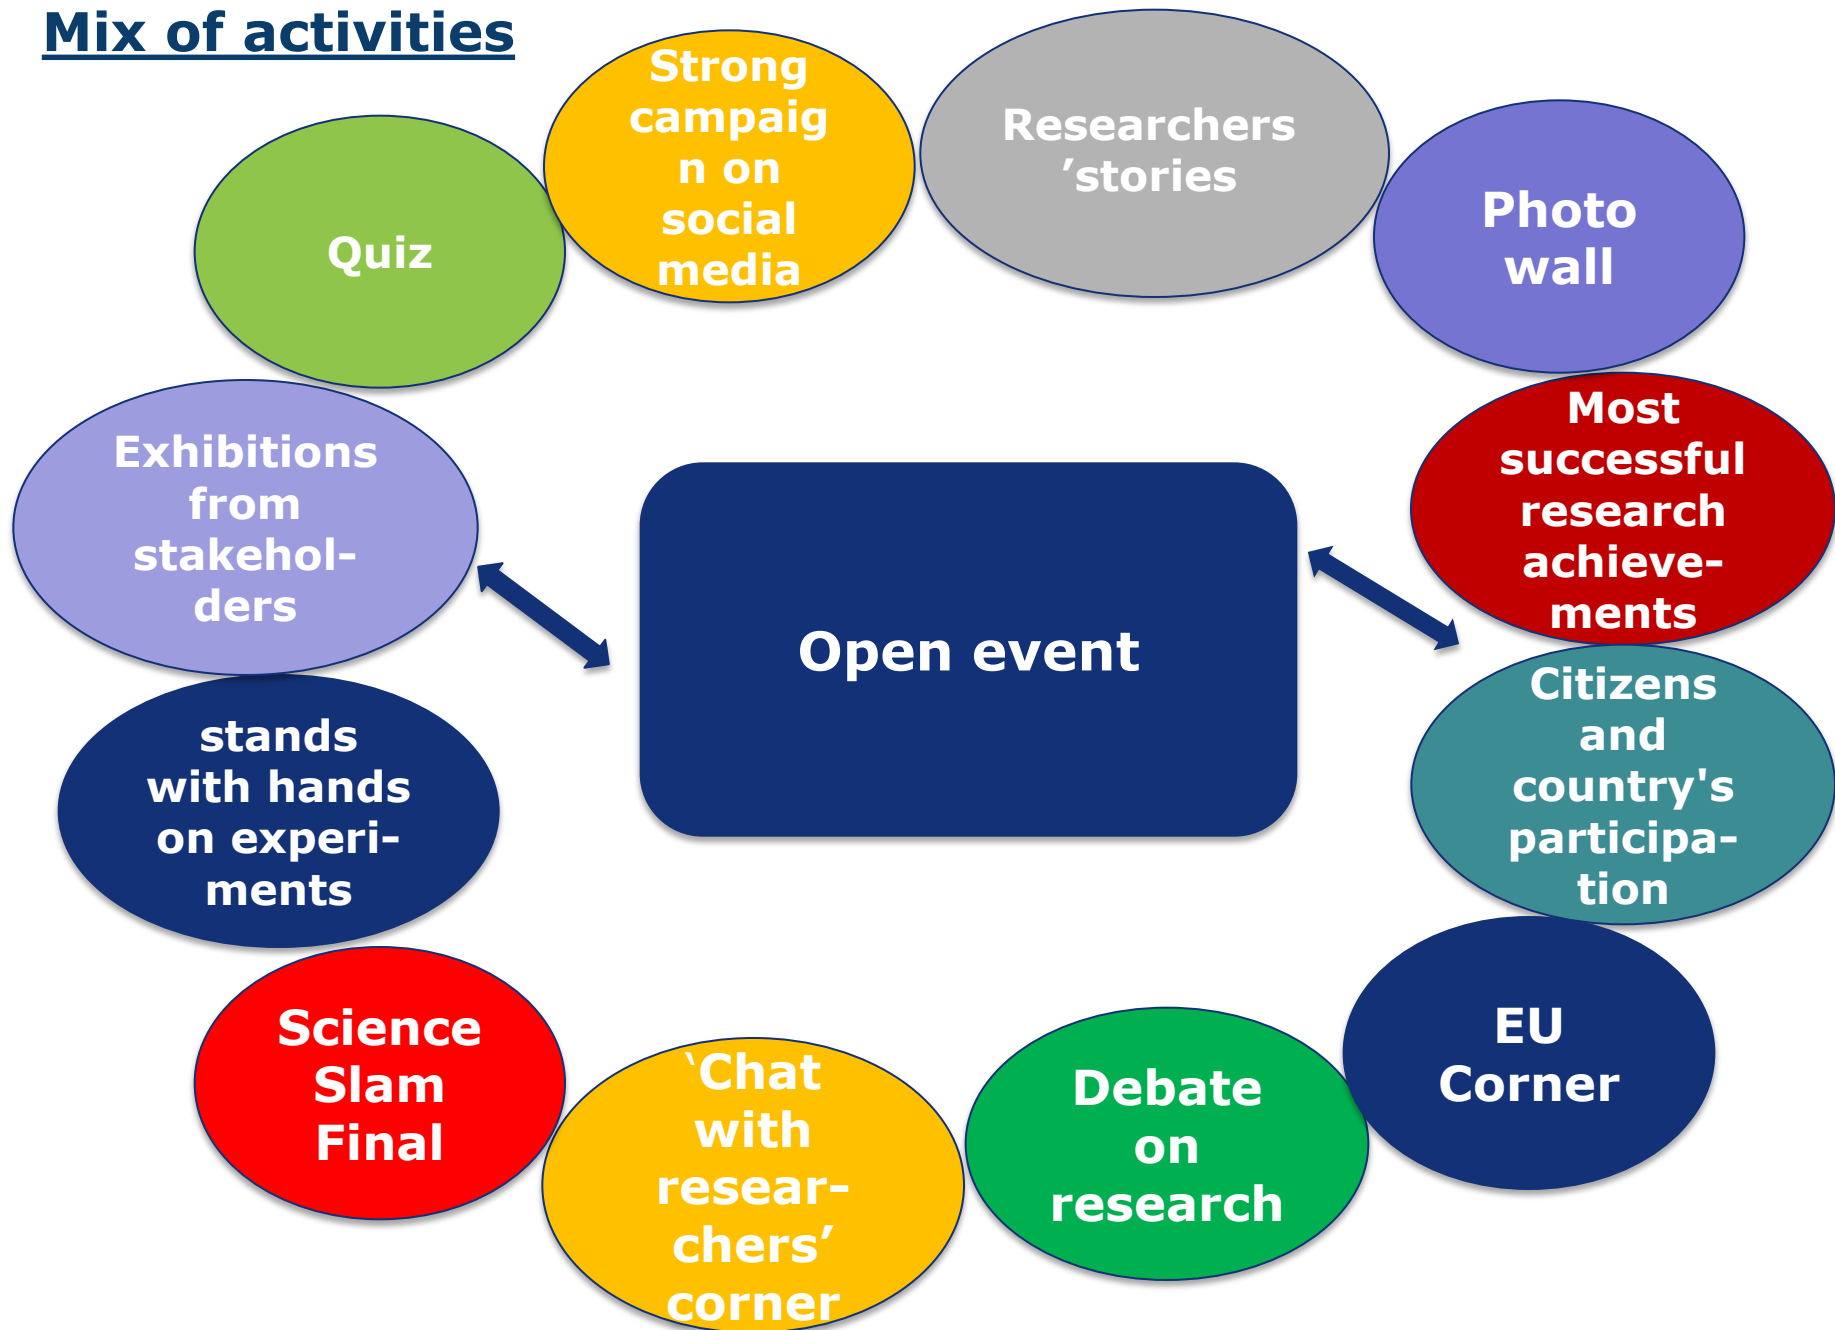 Mix of activities
Strong
campaig
n on
social
media
Researchers
’stories
Photo
wall
Quiz
Exhibitions
from
stakehol-
ders
Most
successful
research
achieve-
ments
Open event
stands
with hands
on experi-
ments
Citizens
and
country's
participa-
tion
Science
Slam
Final
‘Chat
with
resear-
chers’
corner
Debate
on
research
EU
Corner